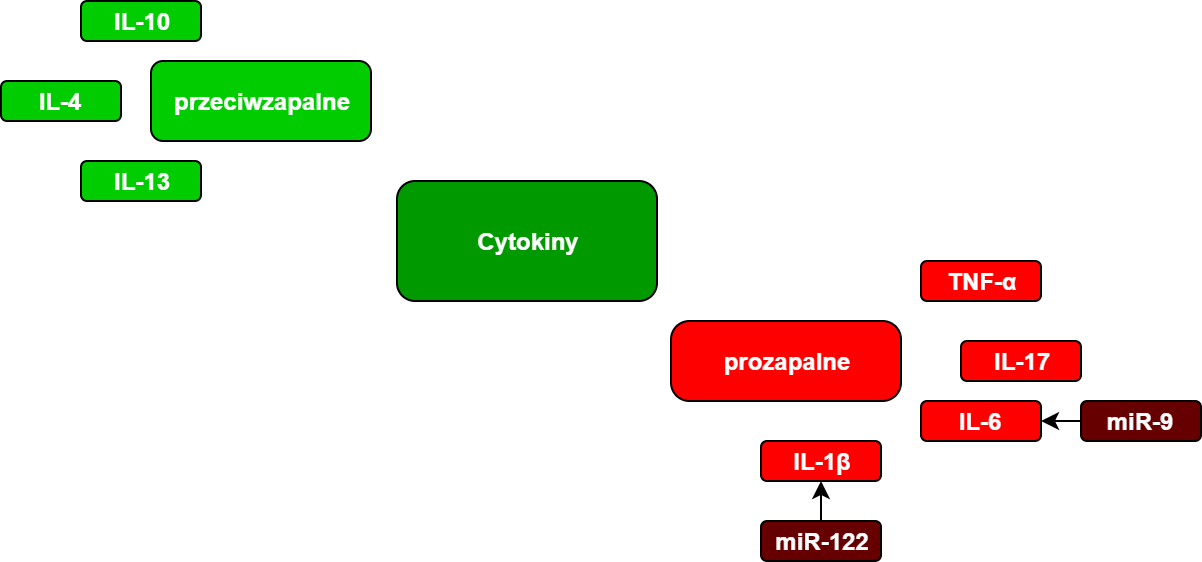 IL-10
IL-4
przeciwzapalne
IL-13
Cytokiny
TNF-α
prozapalne
IL-17
IL-6
miR-9
IL-1β
miR-122